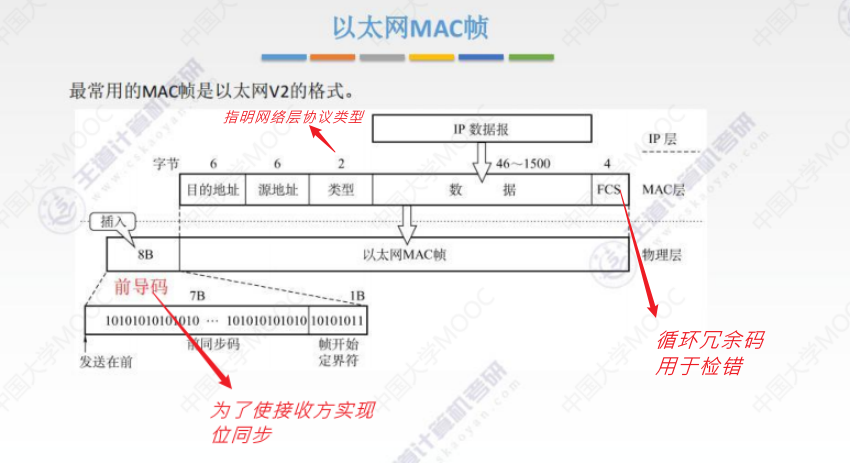 以太网MAC帧
最常用的MAC帧是以太网V2的格式。
指明网络层协议类型
IP 数据报
IP 层
字节 6 6 2 46～1500 4
目的地址 源地址 类型 数 据 FCS MAC层
插入
8B 以太网MAC帧 物理层
前导码
7B 1B
10101010101010 ··· 101010101010 10101011
前同步码 帧开始
定界符
发送在前
循环冗余码
用于检错
为了使接收方实现
位同步
中国大学MOOC
王道计算机考研